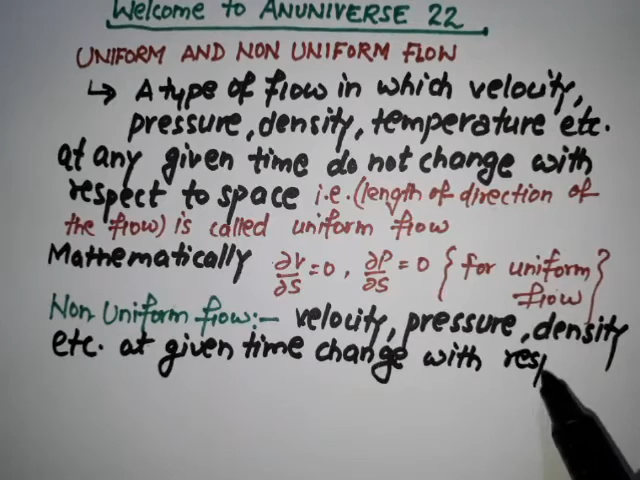 Welcome to ANUNIVERSE 22
UNIFORM AND NON UNIFORM FLOW
↳ A type of flow in which velocity,
pressure, density, temperature etc.
at any given time do not change with
respect to space i.e. (length of direction of
the flow) is called uniform flow
Mathematically ∂V/∂S = 0, ∂P/∂S = 0 {for uniform flow}
Non Uniform flow:- velocity, pressure, density
etc. at given time change with resp